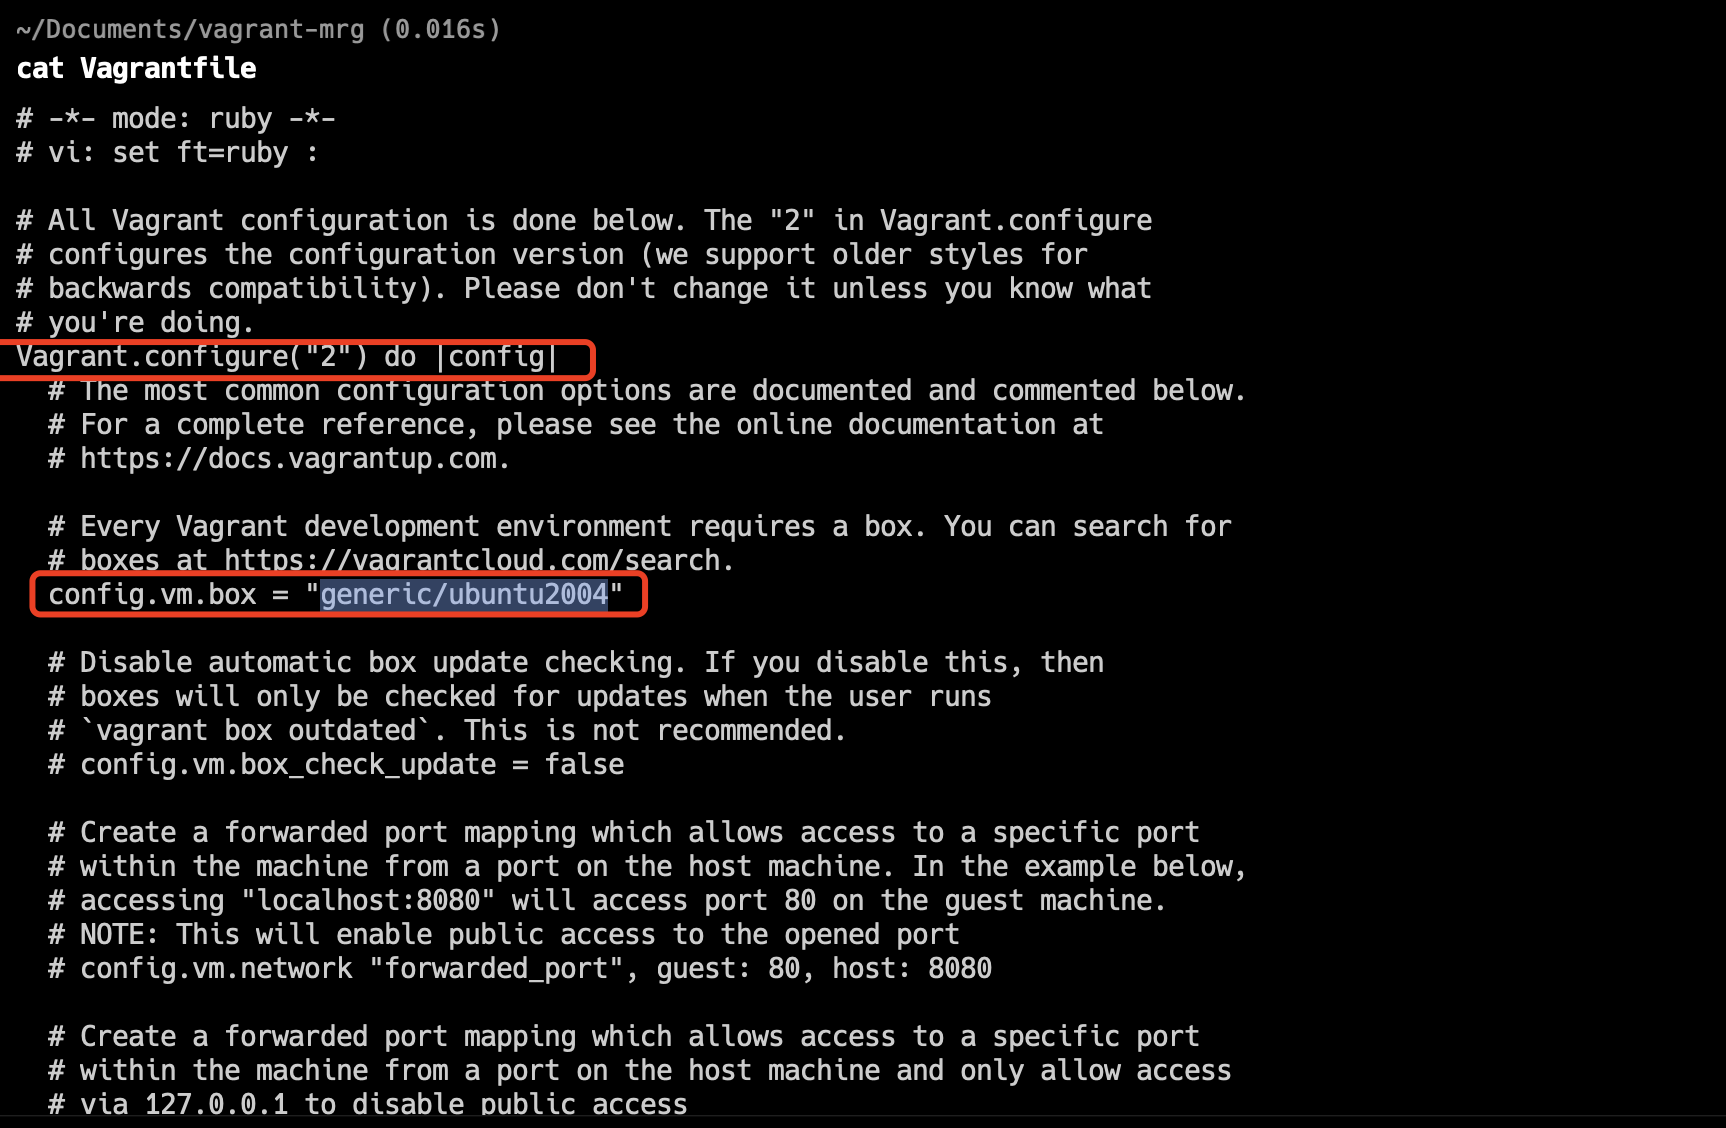 ~/Documents/vagrant-mrg (0.016s)
cat Vagrantfile
# -*- mode: ruby -*-
# vi: set ft=ruby :
# All Vagrant configuration is done below. The "2" in Vagrant.configure
# configures the configuration version (we support older styles for
# backwards compatibility). Please don't change it unless you know what
# you're doing.
Vagrant.configure("2") do |config|
# The most common configuration options are documented and commented below.
# For a complete reference, please see the online documentation at
# https://docs.vagrantup.com.
# Every Vagrant development environment requires a box. You can search for
# boxes at https://vagrantcloud.com/search.
config.vm.box = "generic/ubuntu2004"
# Disable automatic box update checking. If you disable this, then
# boxes will only be checked for updates when the user runs
# `vagrant box outdated`. This is not recommended.
# config.vm.box_check_update = false
# Create a forwarded port mapping which allows access to a specific port
# within the machine from a port on the host machine. In the example below,
# accessing "localhost:8080" will access port 80 on the guest machine.
# NOTE: This will enable public access to the opened port
# config.vm.network "forwarded_port", guest: 80, host: 8080
# Create a forwarded port mapping which allows access to a specific port
# within the machine from a port on the host machine and only allow access
# via 127.0.0.1 to disable public access